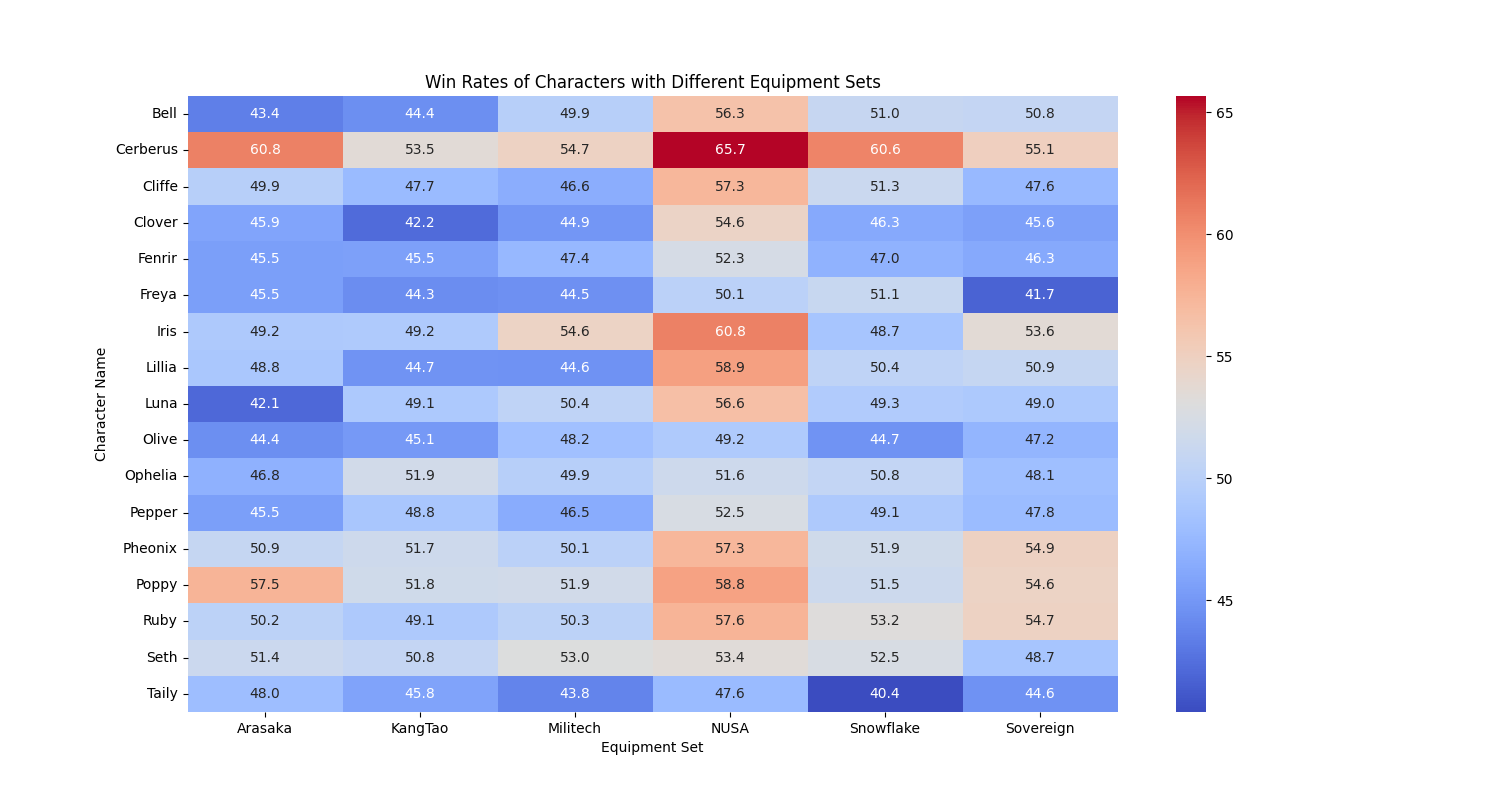 Win Rates of Characters with Different Equipment Sets
Bell 43.4 44.4 49.9 56.3 51.0 50.8
Cerberus 60.8 53.5 54.7 65.7 60.6 55.1
Cliffe 49.9 47.7 46.6 57.3 51.3 47.6
Clover 45.9 42.2 44.9 54.6 46.3 45.6
Fenrir 45.5 45.5 47.4 52.3 47.0 46.3
Freya 45.5 44.3 44.5 50.1 51.1 41.7
Iris 49.2 49.2 54.6 60.8 48.7 53.6
Lillia 48.8 44.7 44.6 58.9 50.4 50.9
Luna 42.1 49.1 50.4 56.6 49.3 49.0
Olive 44.4 45.1 48.2 49.2 44.7 47.2
Ophelia 46.8 51.9 49.9 51.6 50.8 48.1
Pepper 45.5 48.8 46.5 52.5 49.1 47.8
Pheonix 50.9 51.7 50.1 57.3 51.9 54.9
Poppy 57.5 51.8 51.9 58.8 51.5 54.6
Ruby 50.2 49.1 50.3 57.6 53.2 54.7
Seth 51.4 50.8 53.0 53.4 52.5 48.7
Taily 48.0 45.8 43.8 47.6 40.4 44.6
Arasaka KangTao Militech NUSA Snowflake Sovereign
Equipment Set
Character Name
65
60
55
50
45